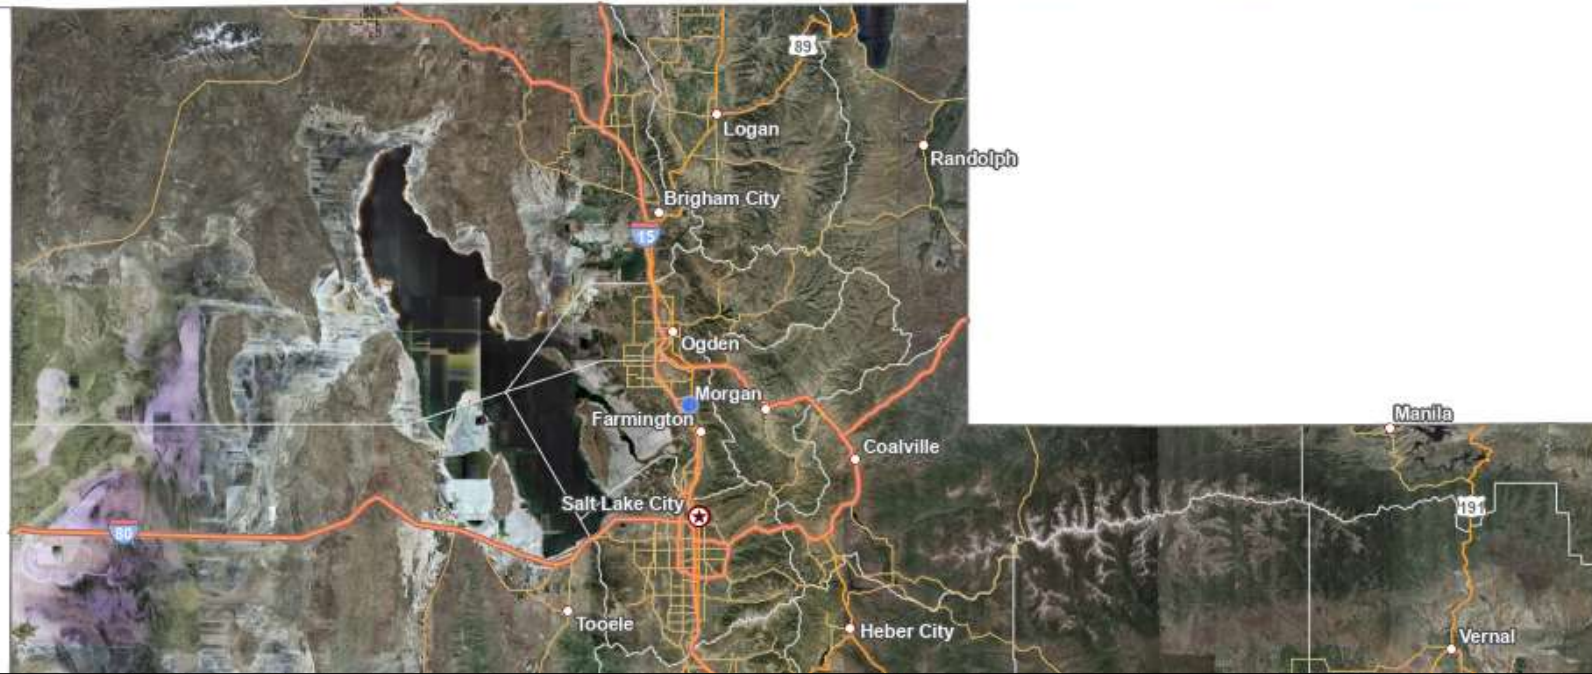 89
Logan
Randolph
Brigham City
15
Ogden
Morgan
Farmington
Manila
Coalville
Salt Lake City
191
80
Tooele
Heber City
Vernal